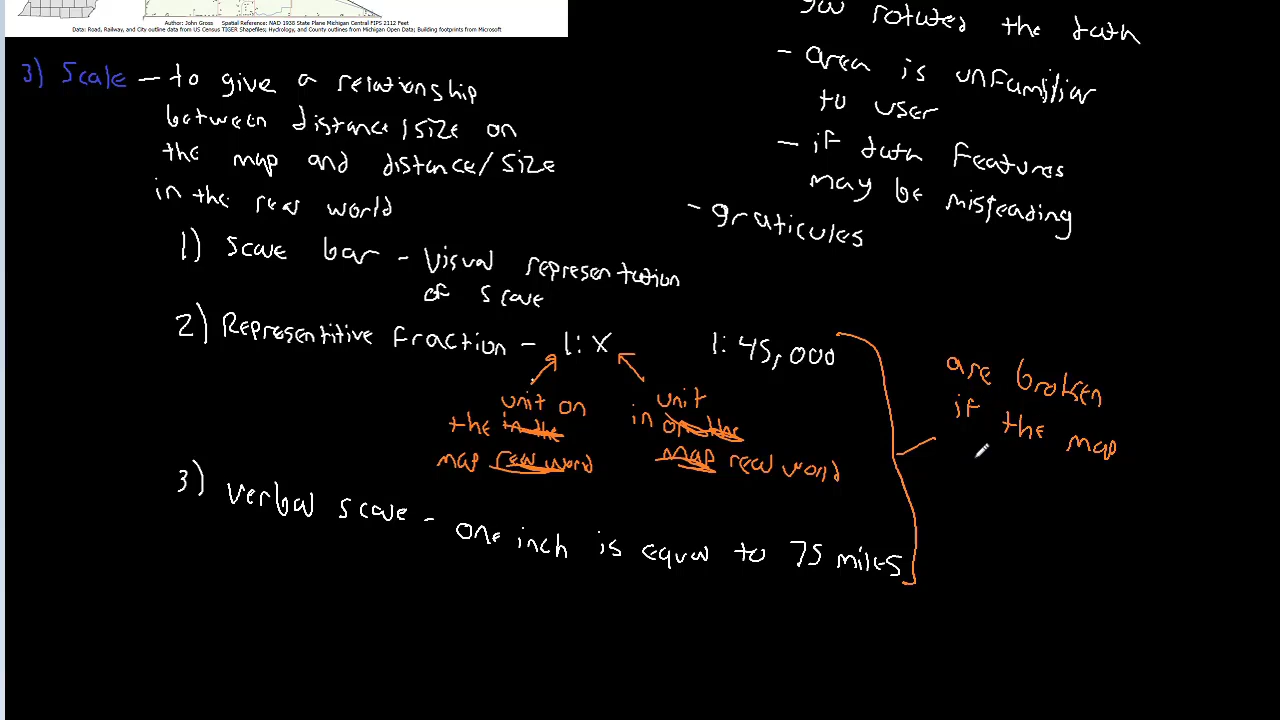 Author: John Gross Spatial Reference: NAD 1938 State Plane Michigan Central FIPS 2112 Feet
Data: Road, Railway, and City outline data from US Census TIGER Shapefiles; Hydrology, and County outlines from Michigan Open Data; Building footprints from Microsoft
rotated the data
- area is unfamiliar
to user
- if data features
may be misleading
- graticules
3) Scale - to give a relationship
between distance/size on
the map and distance/size
in the real world
1) Scale bar - visual representation
of scale
2) Representitive fraction - 1:X 1:45,000
unit on
the in the
map real world
unit
in on the
map real world
are broken
if the map
3) Verbal scale - one inch is equal to 75 miles